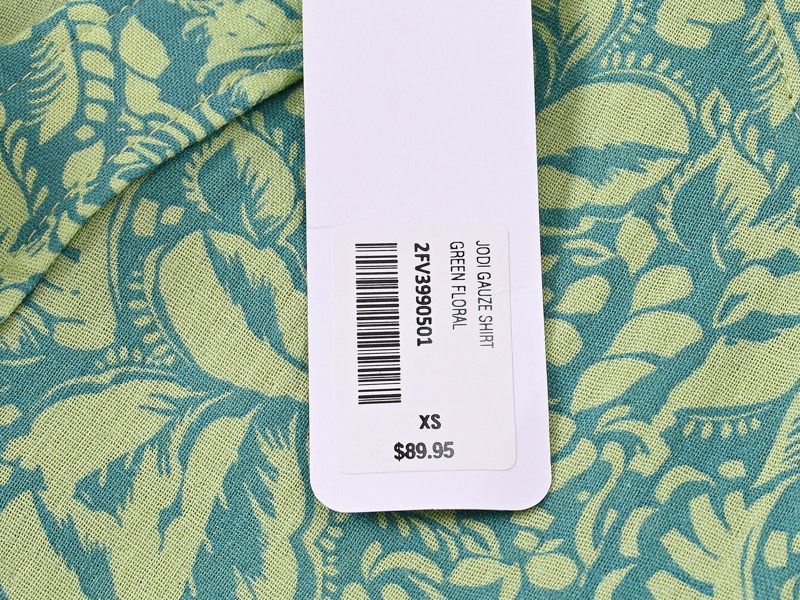 JODI GAUZE SHIRT
GREEN FLORAL
2FV3990501
XS
$89.95